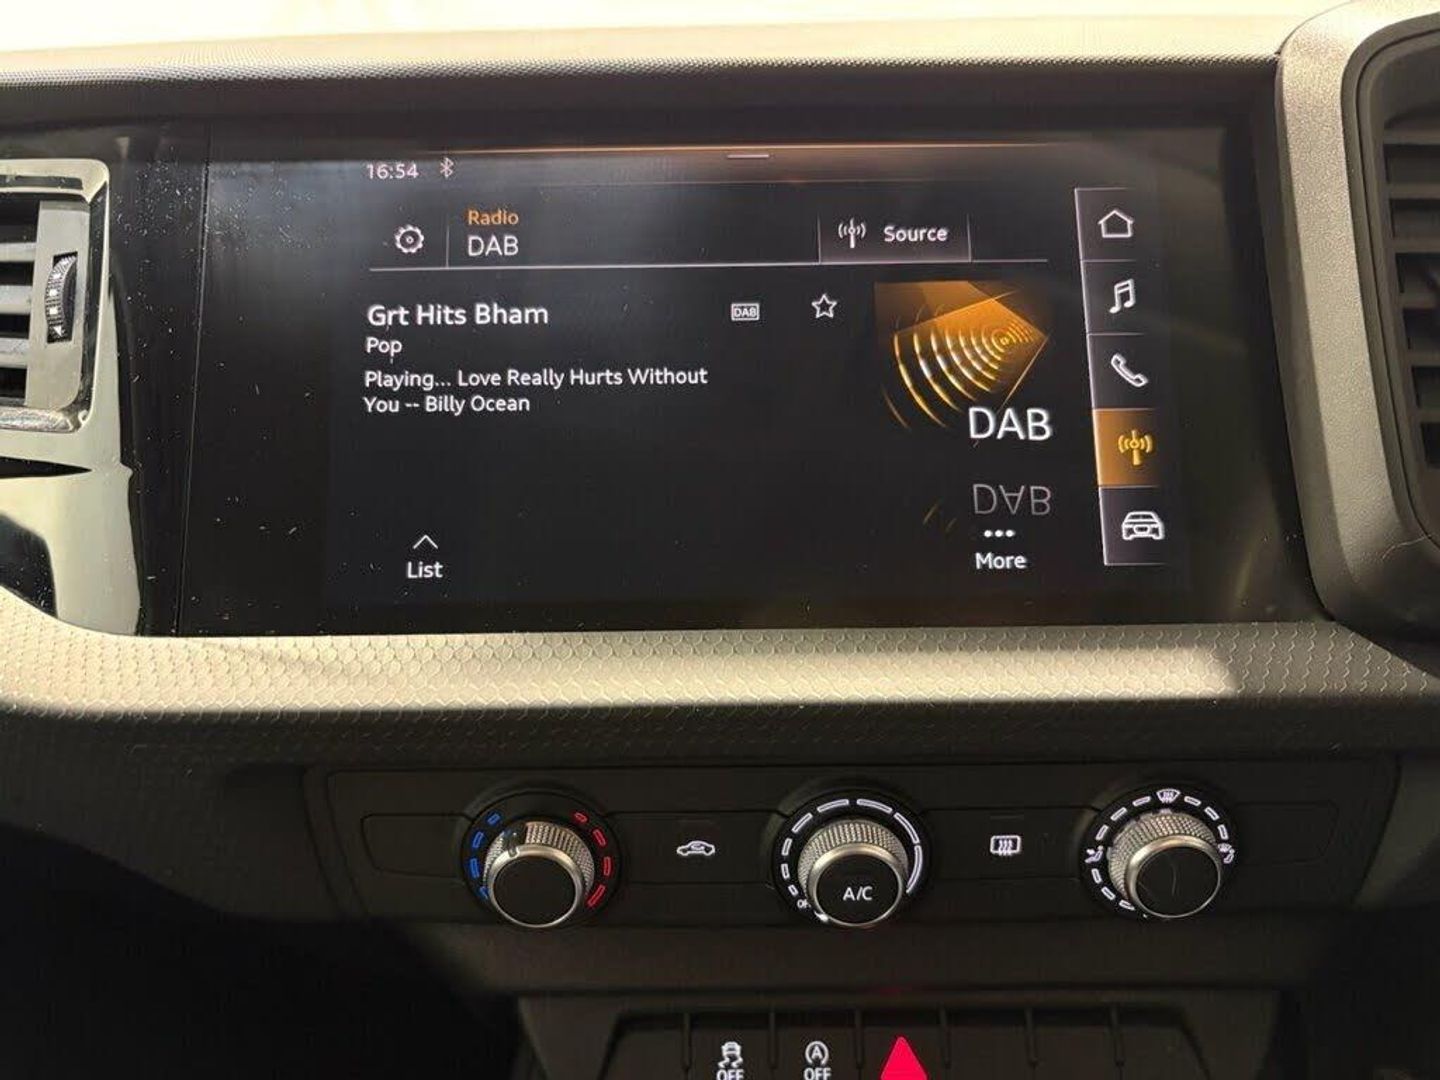 16:54
Radio
DAB
Source
Grt Hits Bham
DAB
Pop
Playing... Love Really Hurts Without
You -- Billy Ocean
DAB
DAB
More
List
A/C
A
OFF
OFF